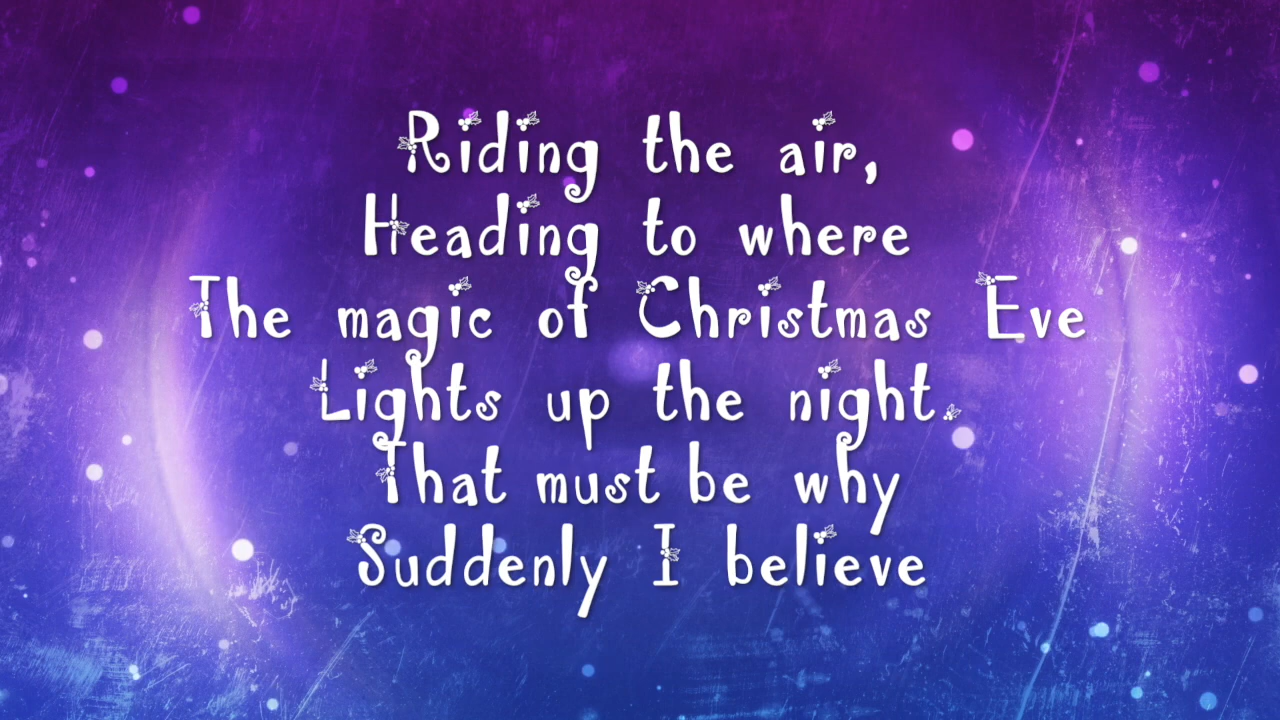 Riding the air,
Heading to where
The magic of Christmas Eve
Lights up the night.
That must be why
Suddenly I believe